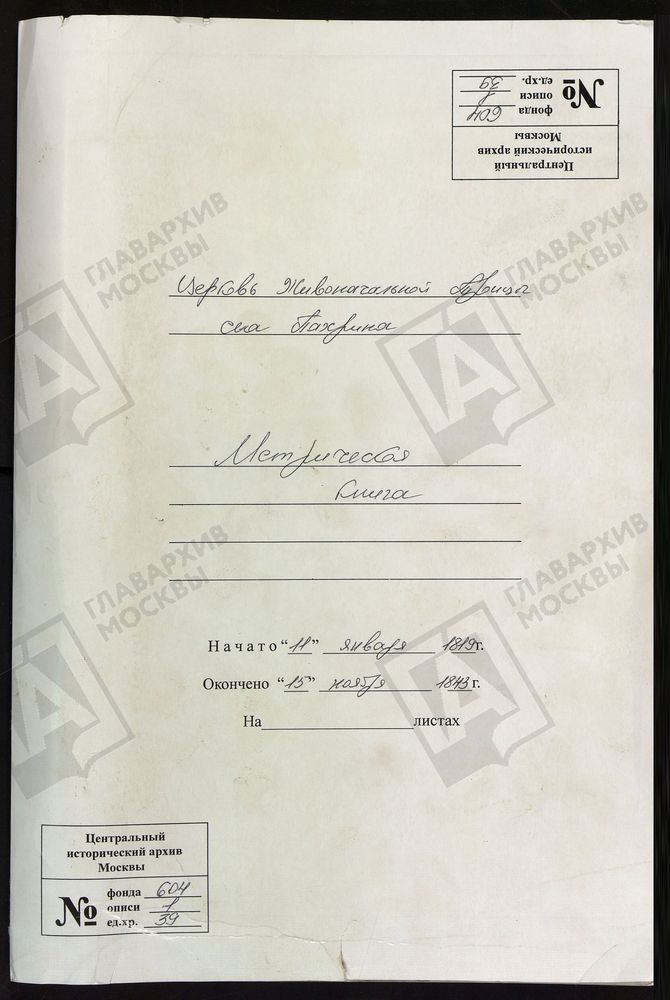 Центральный
исторический архив
Москвы
№
фонда 604
описи 1
ед.хр. 39
Церковь Живоначальной Троицы
села Пахрина
Метрическая
книга
Начато “11” января 1819 г.
Окончено “15” ноября 1843 г.
На листах
Центральный
исторический архив
Москвы
№
фонда 604
описи 1
ед.хр. 39
ГЛАВАРХИВ
МОСКВЫ
ГЛАВАРХИВ
МОСКВЫ
ГЛАВАРХИВ
МОСКВЫ
ГЛАВАРХИВ
МОСКВЫ